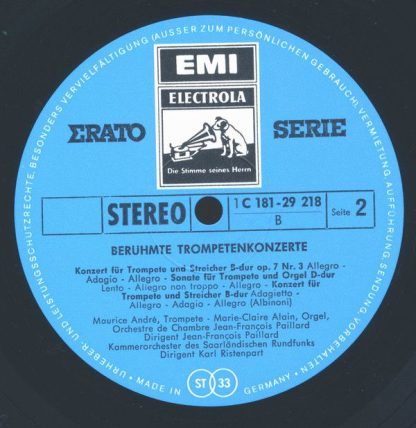 EMI
ELECTROLA
Die Stimme seines Herrn
ΣRATO SERIE
STEREO
1 C 181-29 218
B
Seite 2
BERUHMTE TROMPETENKONZERTE
Konzert für Trompete und Streicher B-dur op. 7 Nr. 3 Allegro -
Adagio - Allegro - Sonate für Trompete und Orgel D-dur
Lento - Allegro non troppo - Allegro - Konzert für
Trompete und Streicher B-dur Adagietto -
Allegro - Adagio - Allegro (Albinoni)
Maurice André, Trompete - Marie-Claire Alain, Orgel,
Orchestre de Chambre Jean-François Paillard
Dirigent Jean-François Paillard
Kammerorchester des Saarländischen Rundfunks
Dirigent Karl Ristenpart
ST 33
URHEBER- UND LEISTUNGSSCHUTZRECHTE, BESONDERS VERVIELFÄLTIGUNG (AUSSER ZUM PERSÖNLICHEN GEBRAUCH), VERMIETUNG, AUFFÜHRUNG, SENDUNG, VORBEHALTEN
MADE IN GERMANY